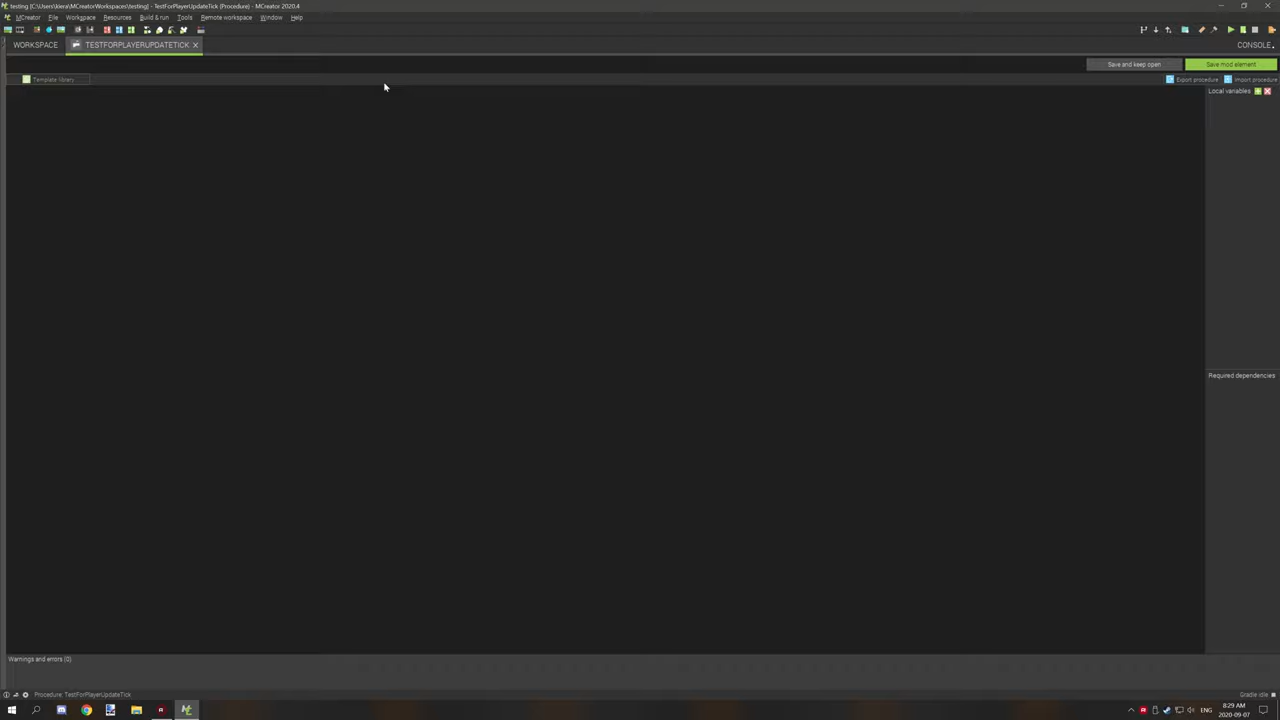 testing [C:\Users\kiera\MCreatorWorkspaces\testing] - TestForPlayerUpdateTick (Procedure) - MCreator 2020.4
MCreator File Workspace Resources Build & run Tools Remote workspace Window Help
WORKSPACE TESTFORPLAYERUPDATETICK CONSOLE
Save and keep open Save mod element
Template library Export procedure Import procedure
Local variables
Required dependencies
Warnings and errors (0)
Procedure: TestForPlayerUpdateTick Gradle idle
ENG 8:29 AM
2020-09-07